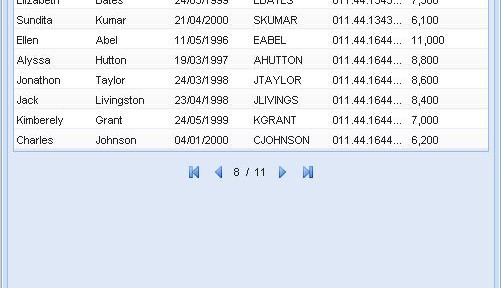 Elizabeth Bates 24/03/1999 LBATES 011.44.1343... 7,300
Sundita Kumar 21/04/2000 SKUMAR 011.44.1343... 6,100
Ellen Abel 11/05/1996 EABEL 011.44.1644... 11,000
Alyssa Hutton 19/03/1997 AHUTTON 011.44.1644... 8,800
Jonathon Taylor 24/03/1998 JTAYLOR 011.44.1644... 8,600
Jack Livingston 23/04/1998 JLIVINGS 011.44.1644... 8,400
Kimberely Grant 24/05/1999 KGRANT 011.44.1644... 7,000
Charles Johnson 04/01/2000 CJOHNSON 011.44.1644... 6,200
8 / 11